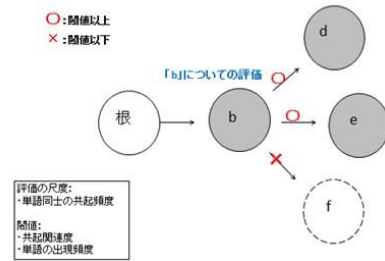 ○:閾値以上
×:閾値以下
「b」についての評価
○
d
根
b
○
e
×
f
評価の尺度:
・単語同士の共起頻度
閾値:
・共起関連度
・単語の出現頻度